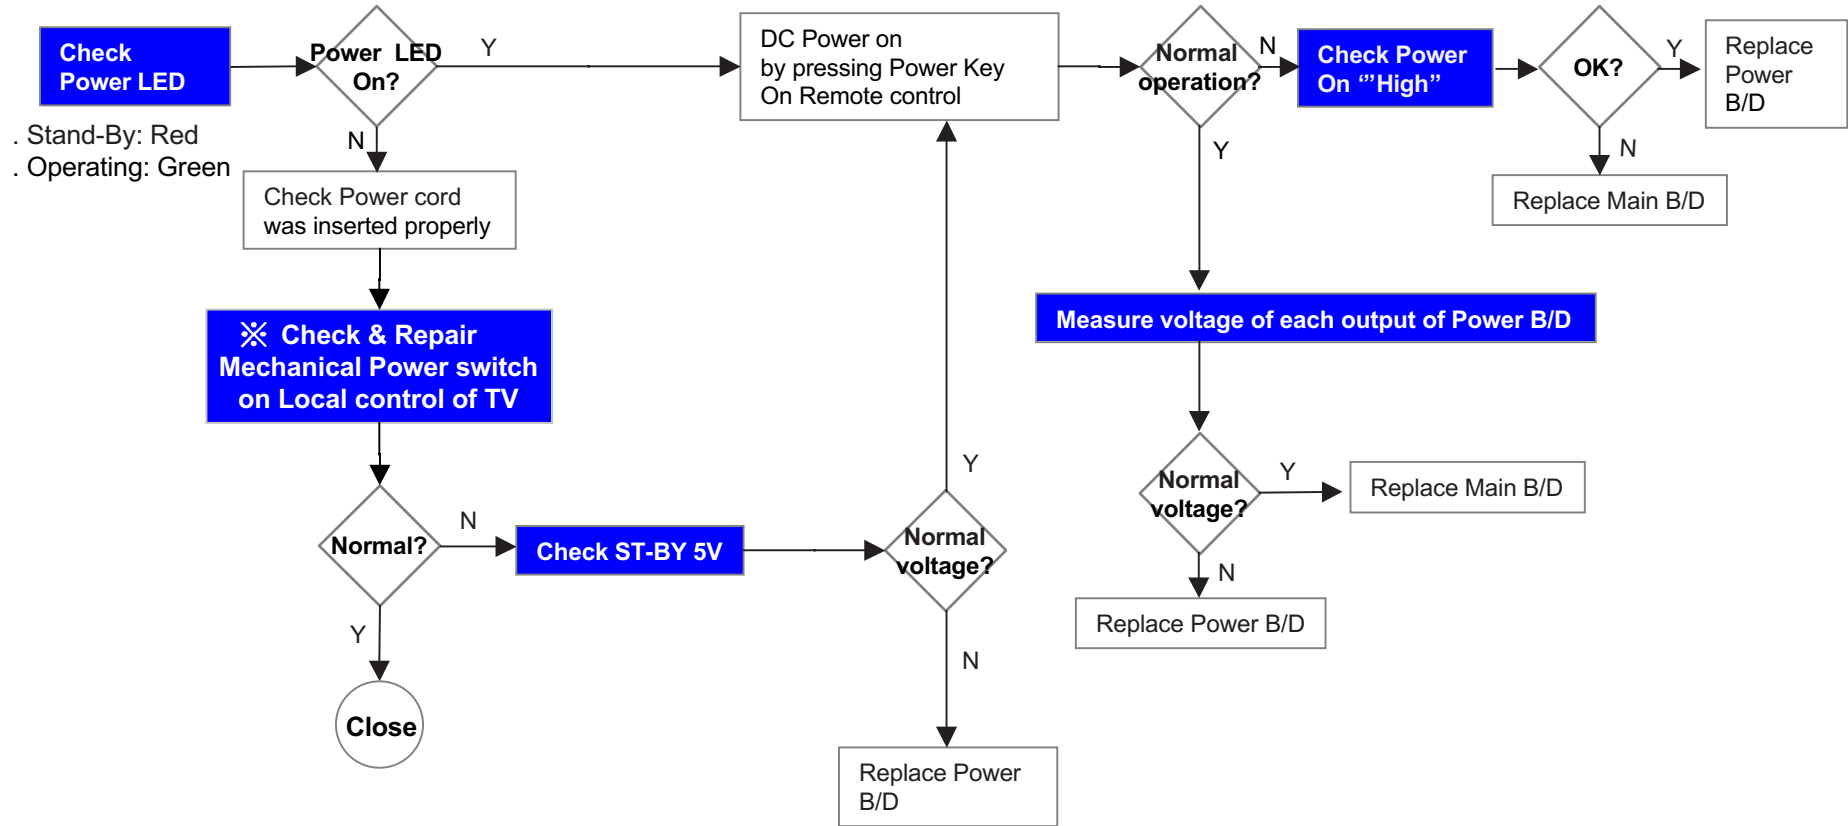 Check
Power LED
. Stand-By: Red
. Operating: Green
Power LED
On?
Y
N
DC Power on
by pressing Power Key
On Remote control
Normal
operation?
N
Y
Check Power
On “”High”
OK?
Y
N
Replace
Power
B/D
Replace Main B/D
Check Power cord
was inserted properly
※ Check & Repair
Mechanical Power switch
on Local control of TV
Normal?
N
Y
Close
Check ST-BY 5V
Normal
voltage?
Y
N
Replace Power
B/D
Measure voltage of each output of Power B/D
Normal
voltage?
Y
N
Replace Main B/D
Replace Power B/D